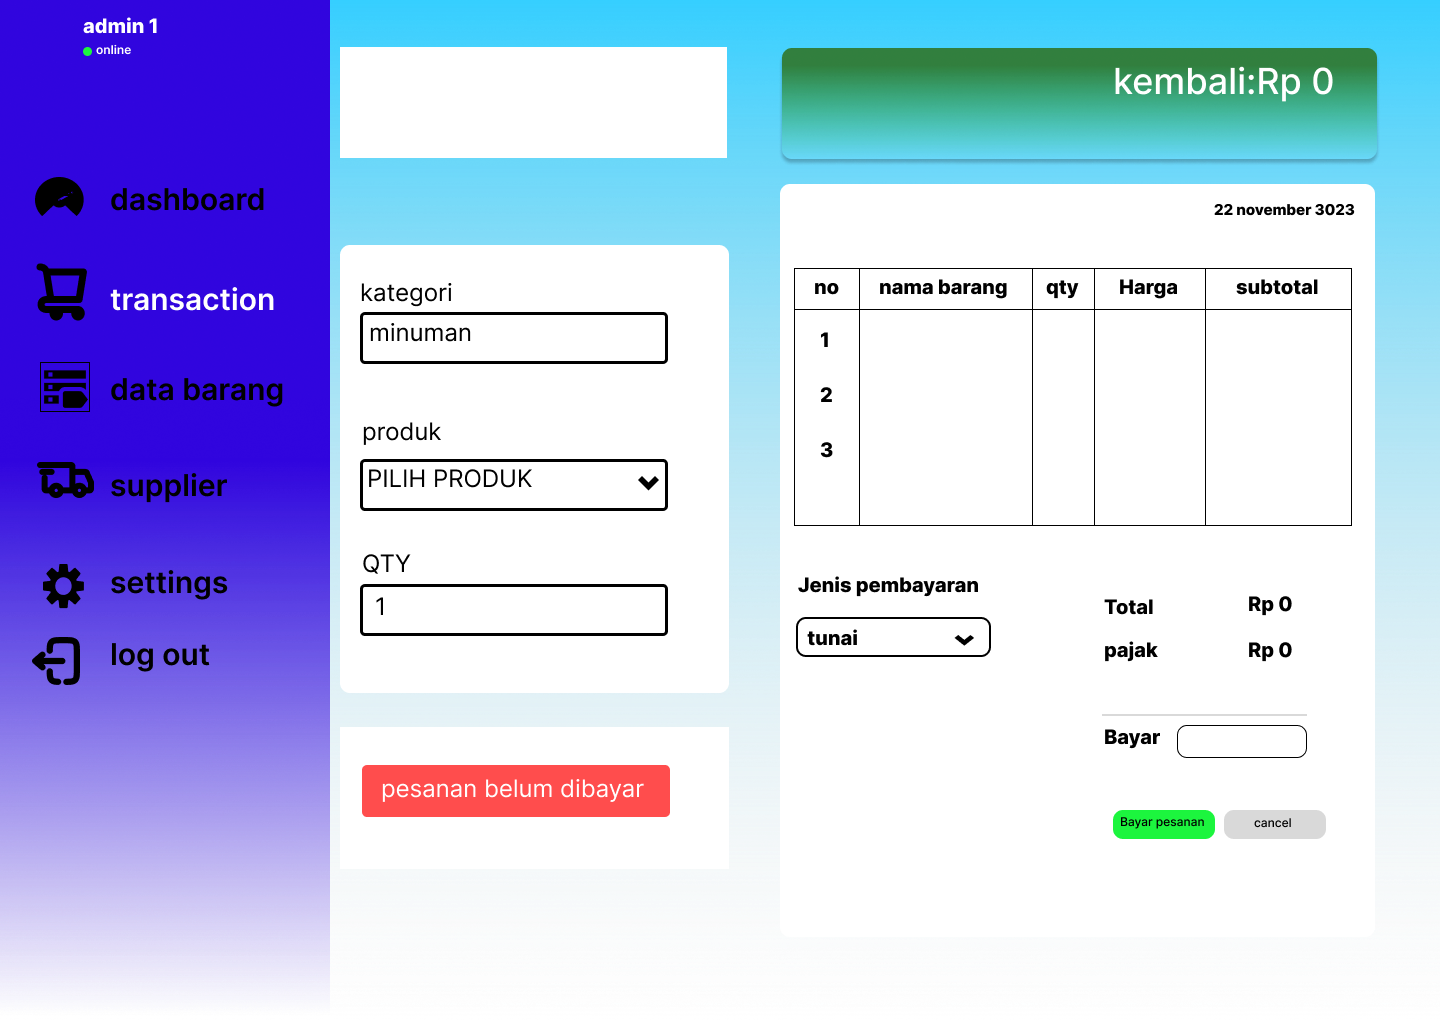 admin 1
online
dashboard
transaction
data barang
supplier
settings
log out
kategori
minuman
produk
PILIH PRODUK
QTY
1
pesanan belum dibayar
kembali:Rp 0
22 november 3023
no nama barang qty Harga subtotal
1
2
3
Jenis pembayaran
tunai
Total Rp 0
pajak Rp 0
Bayar
Bayar pesanan cancel